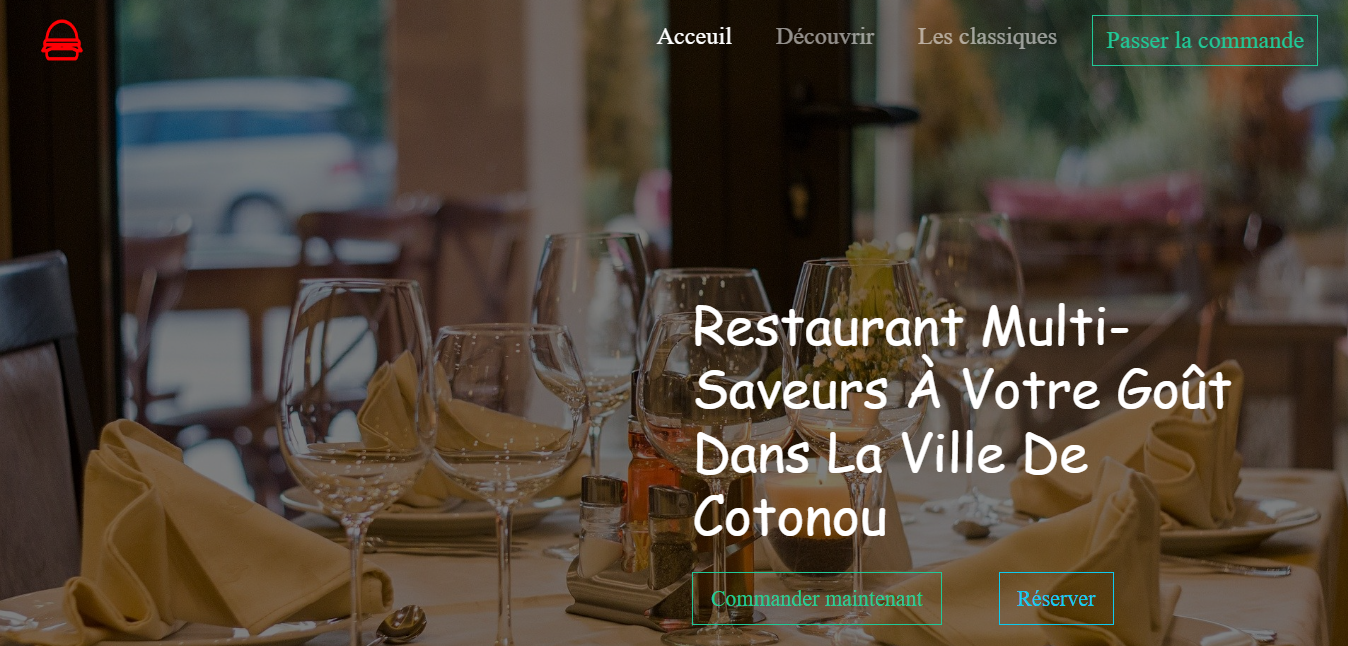 Acceuil Découvrir Les classiques Passer la commande
Restaurant Multi-
Saveurs À Votre Goût
Dans La Ville De
Cotonou
Commander maintenant Réserver